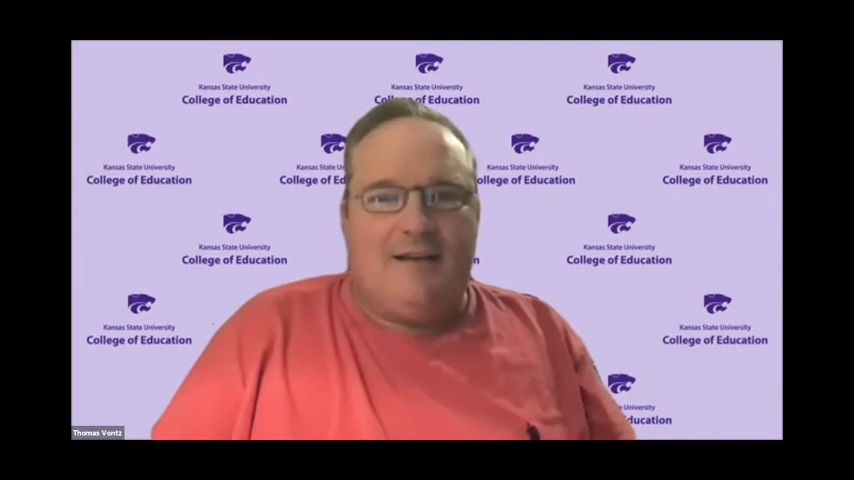 Kansas State University
College of Education
Kansas State University
College of Education
Kansas State University
College of Education
Kansas State University
College of Education
Kansas State University
College of Ed
Kansas State University
College of Education
Kansas State University
College of Education
Kansas State University
College of Education
Kansas State University
College of Education
Kansas State University
College of Education
Kansas State University
College of Education
University
Education
Thomas Vontz